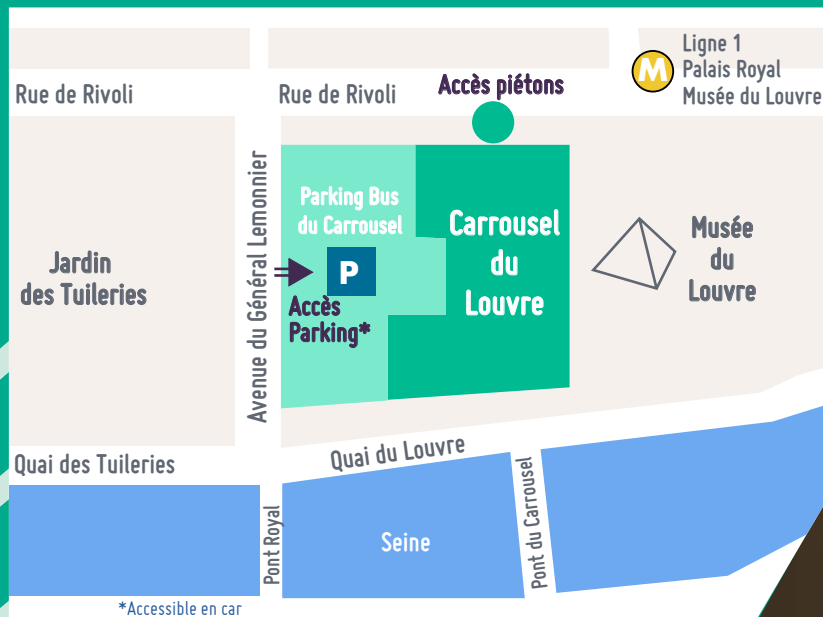 Ligne 1
Palais Royal
Musée du Louvre
M
Accès piétons
Rue de Rivoli
Rue de Rivoli
Avenue du Général Lemonnier
Parking Bus
du Carrousel
P
Accès
Parking*
Carrousel
du
Louvre
Musée
du
Louvre
Jardin
des Tuileries
Quai des Tuileries
Quai du Louvre
Pont Royal
Seine
Pont du Carrousel
*Accessible en car